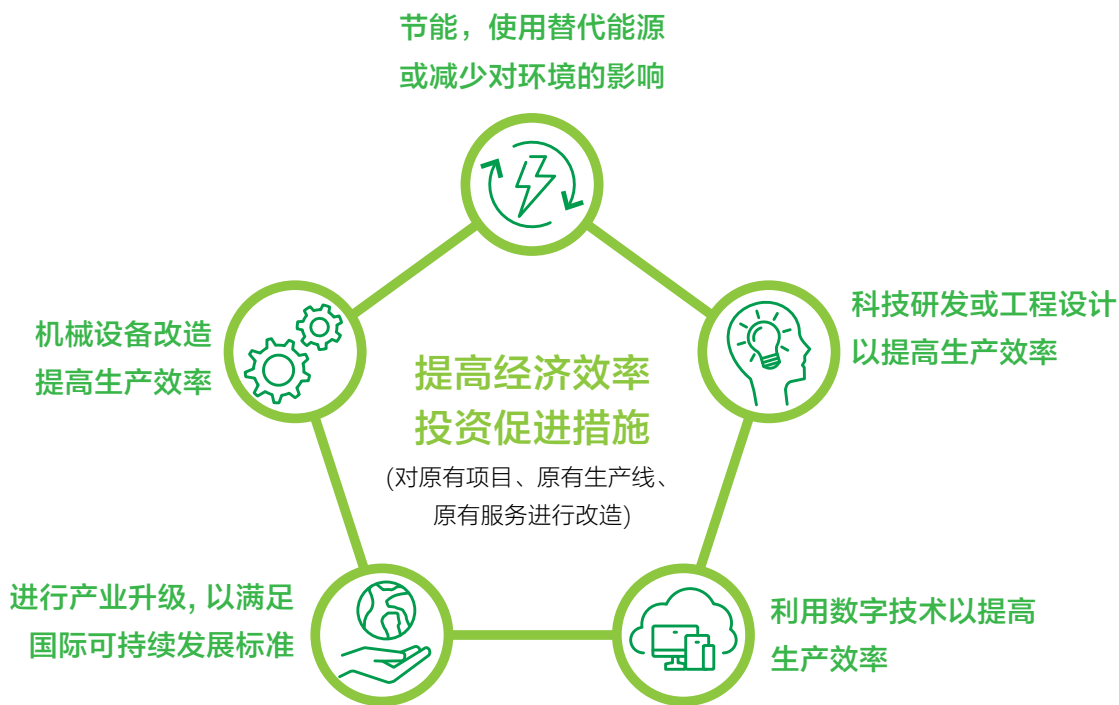 节能，使用替代能源
或减少对环境的影响
科技研发或工程设计
以提高生产效率
机械设备改造
提高生产效率
提高经济效率
投资促进措施
(对原有项目、原有生产线、
原有服务进行改造)
进行产业升级, 以满足
国际可持续发展标准
利用数字技术以提高
生产效率